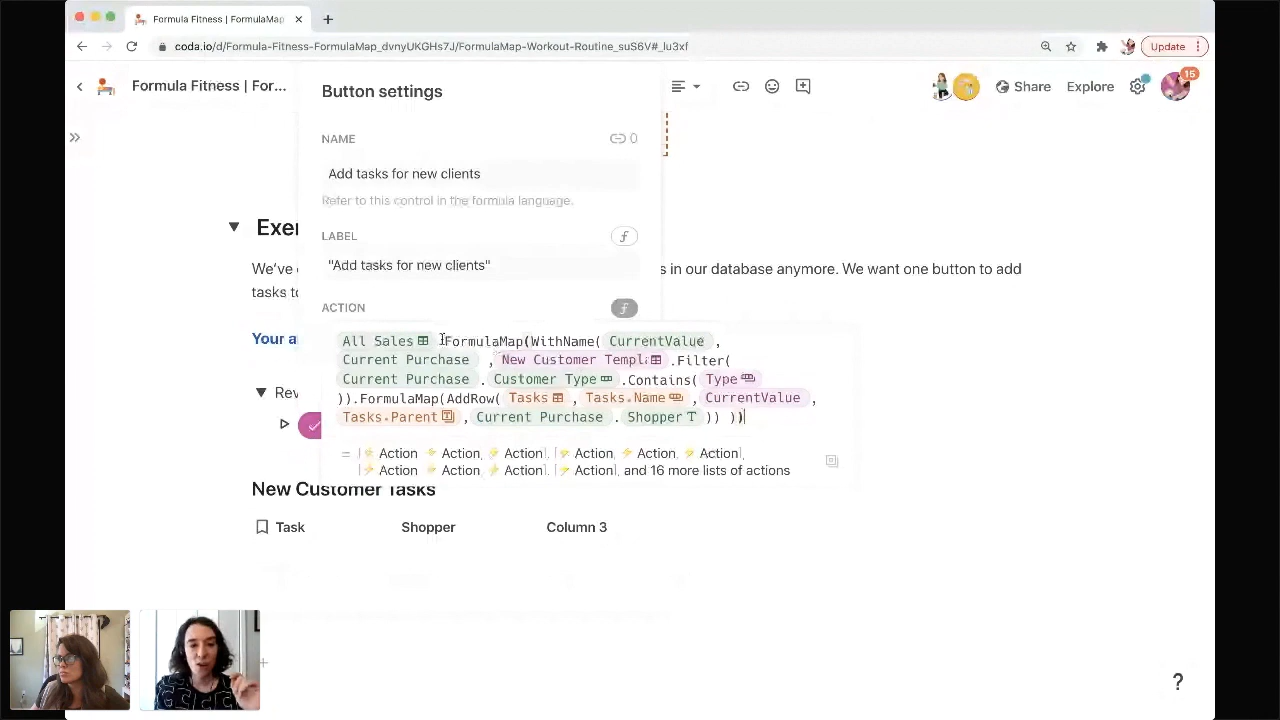 Formula Fitness | FormulaMap
coda.io/d/Formula-Fitness-FormulaMap_dvnyUKGHs7J/FormulaMap-Workout-Routine_suS6V#_lu3xf
Update
Formula Fitness | For...
Share
Explore
15
Button settings
NAME
0
Add tasks for new clients
Refer to this control in the formula language.
Exer
LABEL
"Add tasks for new clients"
We've
s in our database anymore. We want one button to add
tasks to
ACTION
Your a
All Sales .FormulaMap(WithName( CurrentValue ,
Current Purchase , New Customer Templa .Filter(
Current Purchase . Customer Type .Contains( Type
)).FormulaMap(AddRow( Tasks , Tasks.Name , CurrentValue ,
Tasks.Parent , Current Purchase . Shopper )) ))
Rev
= [ Action Action, Action], [ Action, Action, Action],
[ Action Action, Action], [ Action], and 16 more lists of actions
New Customer Tasks
Task Shopper Column 3
?